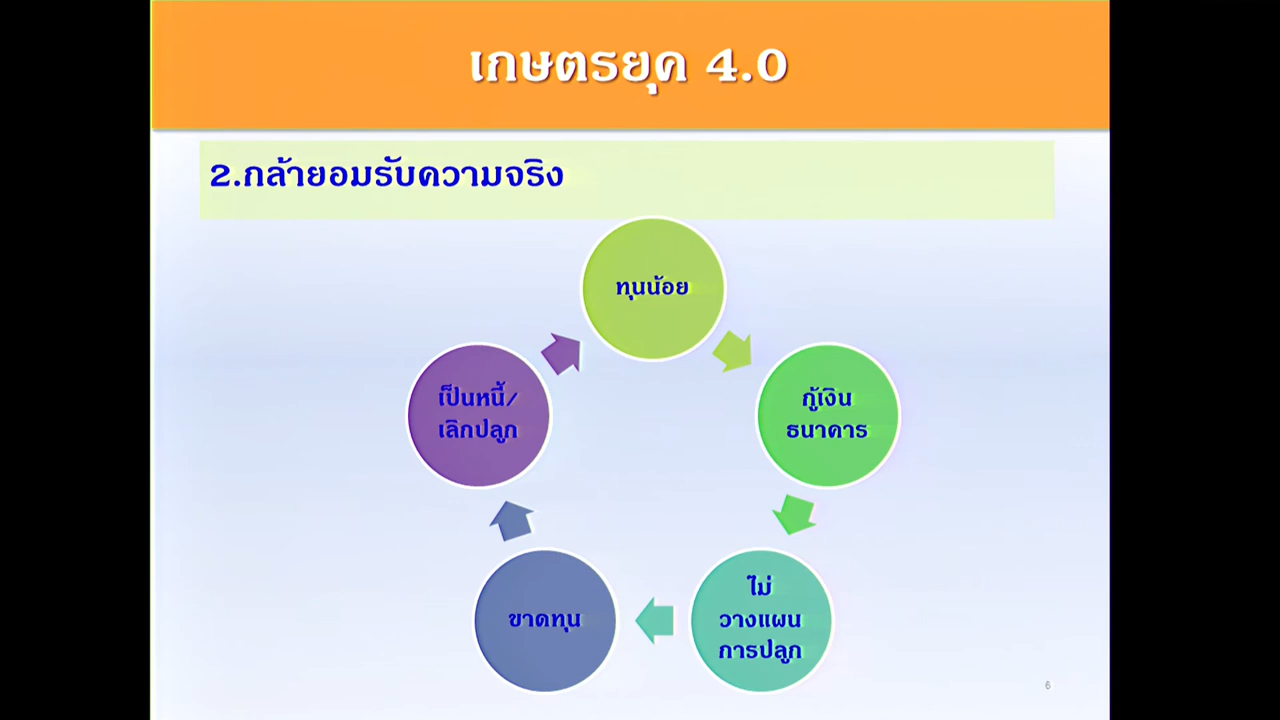 เกษตรยุค 4.0
2.กล้ายอมรับความจริง
ทุนน้อย
กู้เงิน
ธนาคาร
ไม่
วางแผน
การปลูก
ขาดทุน
เป็นหนี้/
เลิกปลูก
6